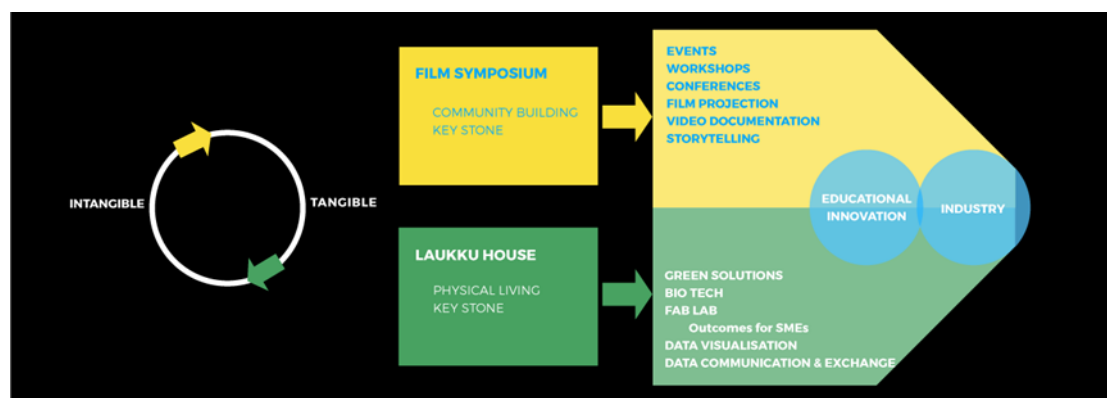 INTANGIBLE
TANGIBLE
FILM SYMPOSIUM
COMMUNITY BUILDING
KEY STONE
LAUKKU HOUSE
PHYSICAL LIVING
KEY STONE
EVENTS
WORKSHOPS
CONFERENCES
FILM PROJECTION
VIDEO DOCUMENTATION
STORYTELLING
EDUCATIONAL
INNOVATION
INDUSTRY
GREEN SOLUTIONS
BIO TECH
FAB LAB
Outcomes for SMEs
DATA VISUALISATION
DATA COMMUNICATION & EXCHANGE